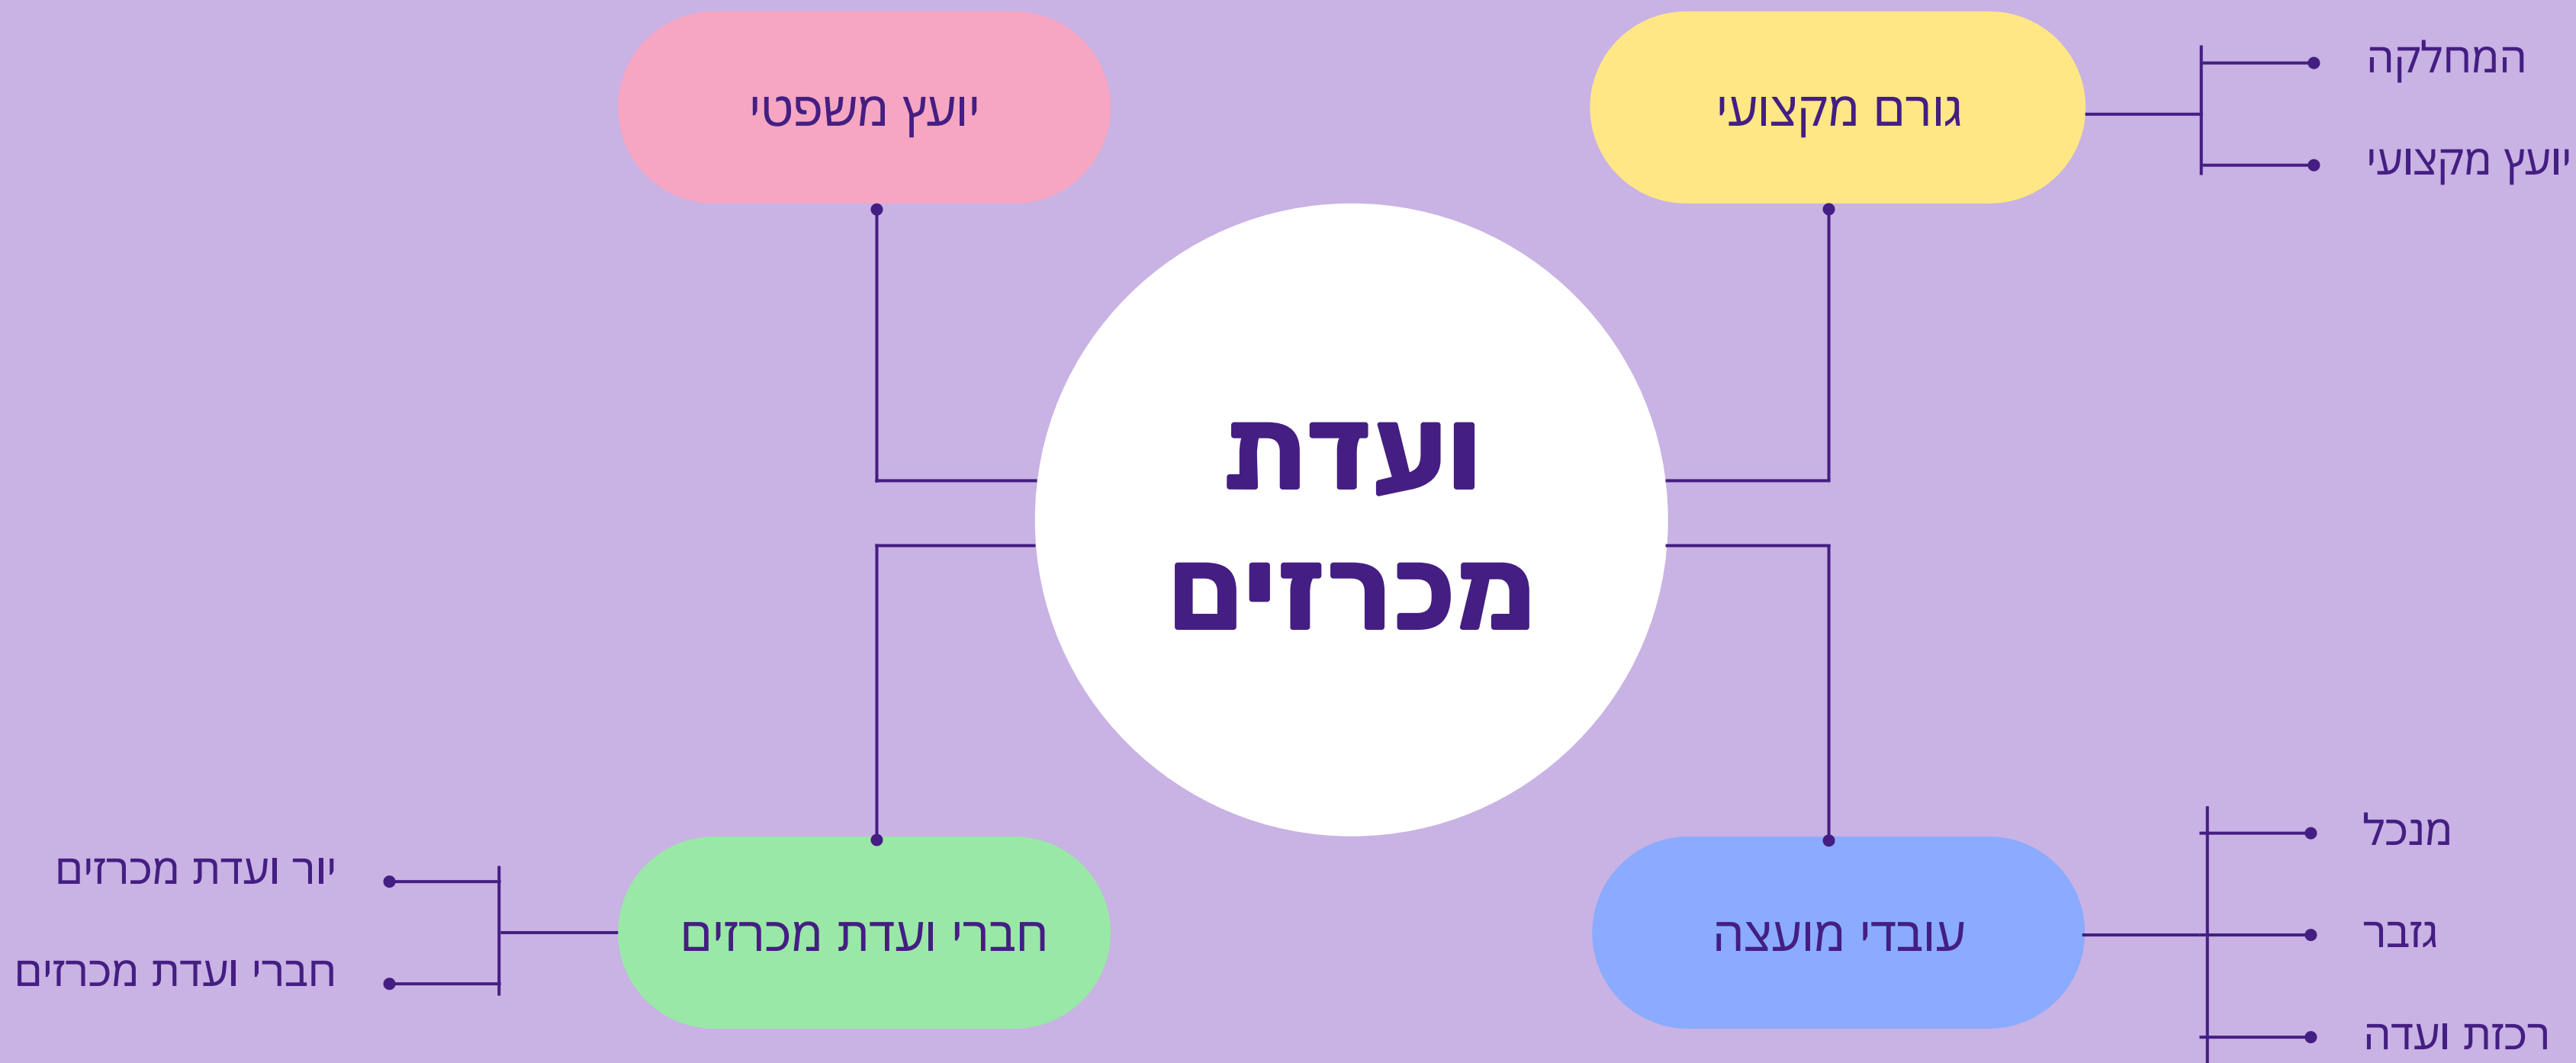 המחלקה
גורם מקצועי
יועץ משפטי
יועץ מקצועי
ועדת
מכרזים
מנכל
יור ועדת מכרזים
גזבר
עובדי מועצה
חברי ועדת מכרזים
חברי ועדת מכרזים
רכזת ועדה